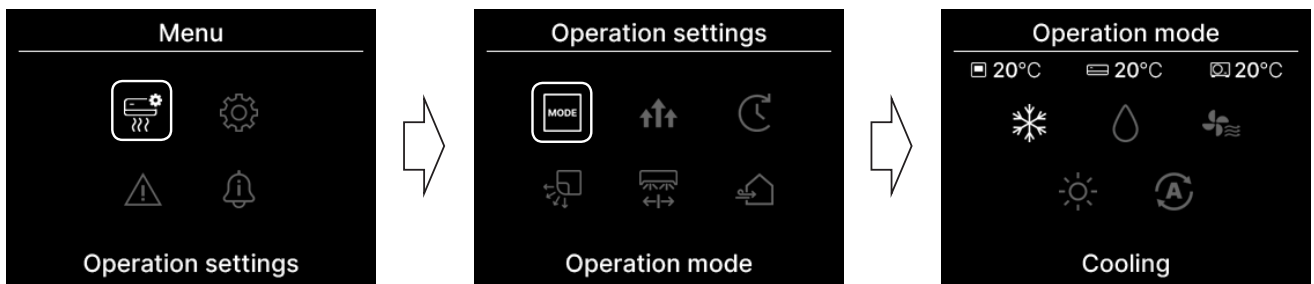 Menu
Operation settings
Operation settings
MODE
Operation mode
Operation mode
20°C 20°C 20°C
A
Cooling